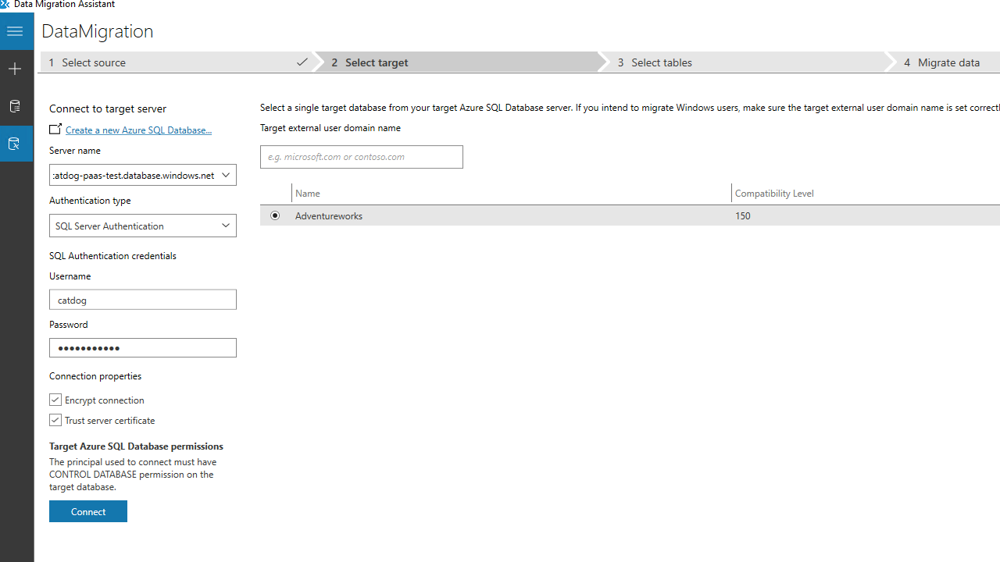 Data Migration Assistant
DataMigration
1 Select source
2 Select target
3 Select tables
4 Migrate data
Connect to target server
Create a new Azure SQL Database...
Server name
catdog-paas-test.database.windows.net
Authentication type
SQL Server Authentication
SQL Authentication credentials
Username
catdog
Password
•••••••••••
Connection properties
Encrypt connection
Trust server certificate
Target Azure SQL Database permissions
The principal used to connect must have
CONTROL DATABASE permission on the
target database.
Connect
Select a single target database from your target Azure SQL Database server. If you intend to migrate Windows users, make sure the target external user domain name is set correctl
Target external user domain name
e.g. microsoft.com or contoso.com
Name Compatibility Level
Adventureworks 150